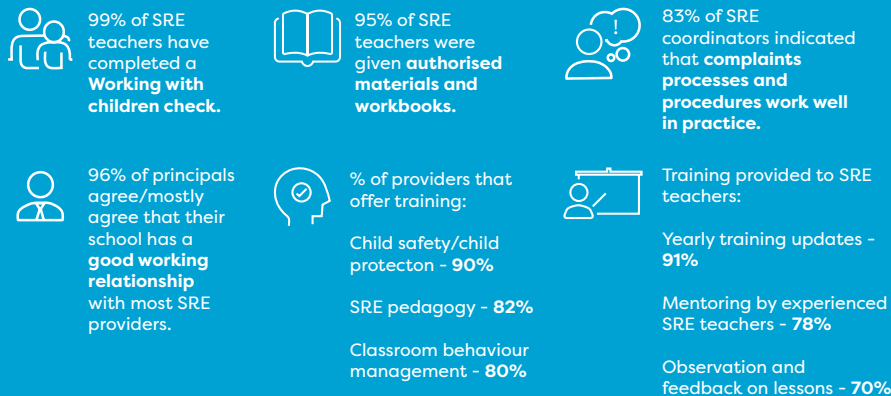 99% of SRE
teachers have
completed a
Working with
children check.
95% of SRE
teachers were
given authorised
materials and
workbooks.
!
83% of SRE
coordinators indicated
that complaints
processes and
procedures work well
in practice.
96% of principals
agree/mostly
agree that their
school has a
good working
relationship
with most SRE
providers.
% of providers that
offer training:
Child safety/child
protecton - 90%
SRE pedagogy - 82%
Classroom behaviour
management - 80%
Training provided to SRE
teachers:
Yearly training updates -
91%
Mentoring by experienced
SRE teachers - 78%
Observation and
feedback on lessons - 70%